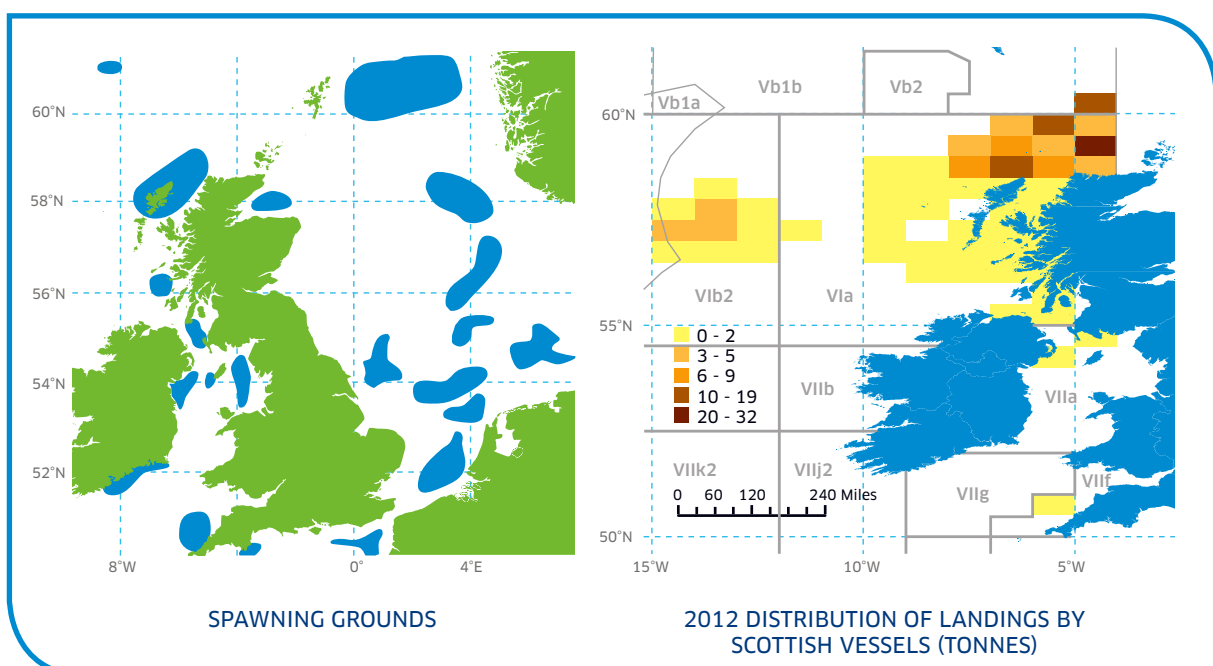 60°N
58°N
56°N
54°N
52°N
8°W
0°
4°E
SPAWNING GROUNDS
Vb1a
Vb1b
Vb2
60°N
VIb2
VIa
55°N
0 - 2
3 - 5
6 - 9
10 - 19
20 - 32
VIIb
VIIa
VIIk2
VIIj2
VIIg
VIIf
0 60 120 240 Miles
50°N
15°W
10°W
5°W
2012 DISTRIBUTION OF LANDINGS BY
SCOTTISH VESSELS (TONNES)